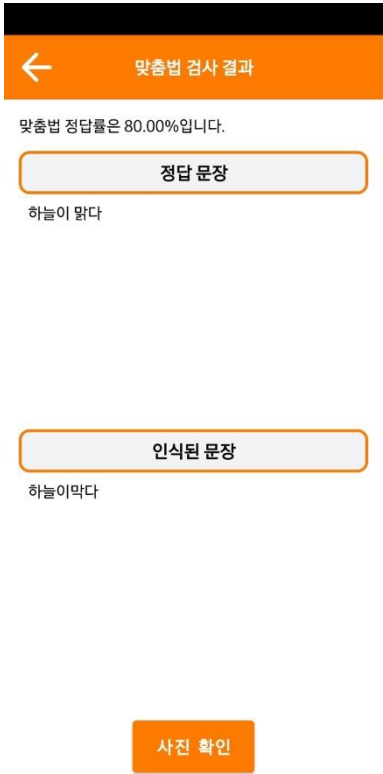 맞춤법 검사 결과
맞춤법 정답률은 80.00%입니다.
정답 문장
하늘이 맑다
인식된 문장
하늘이막다
사진 확인